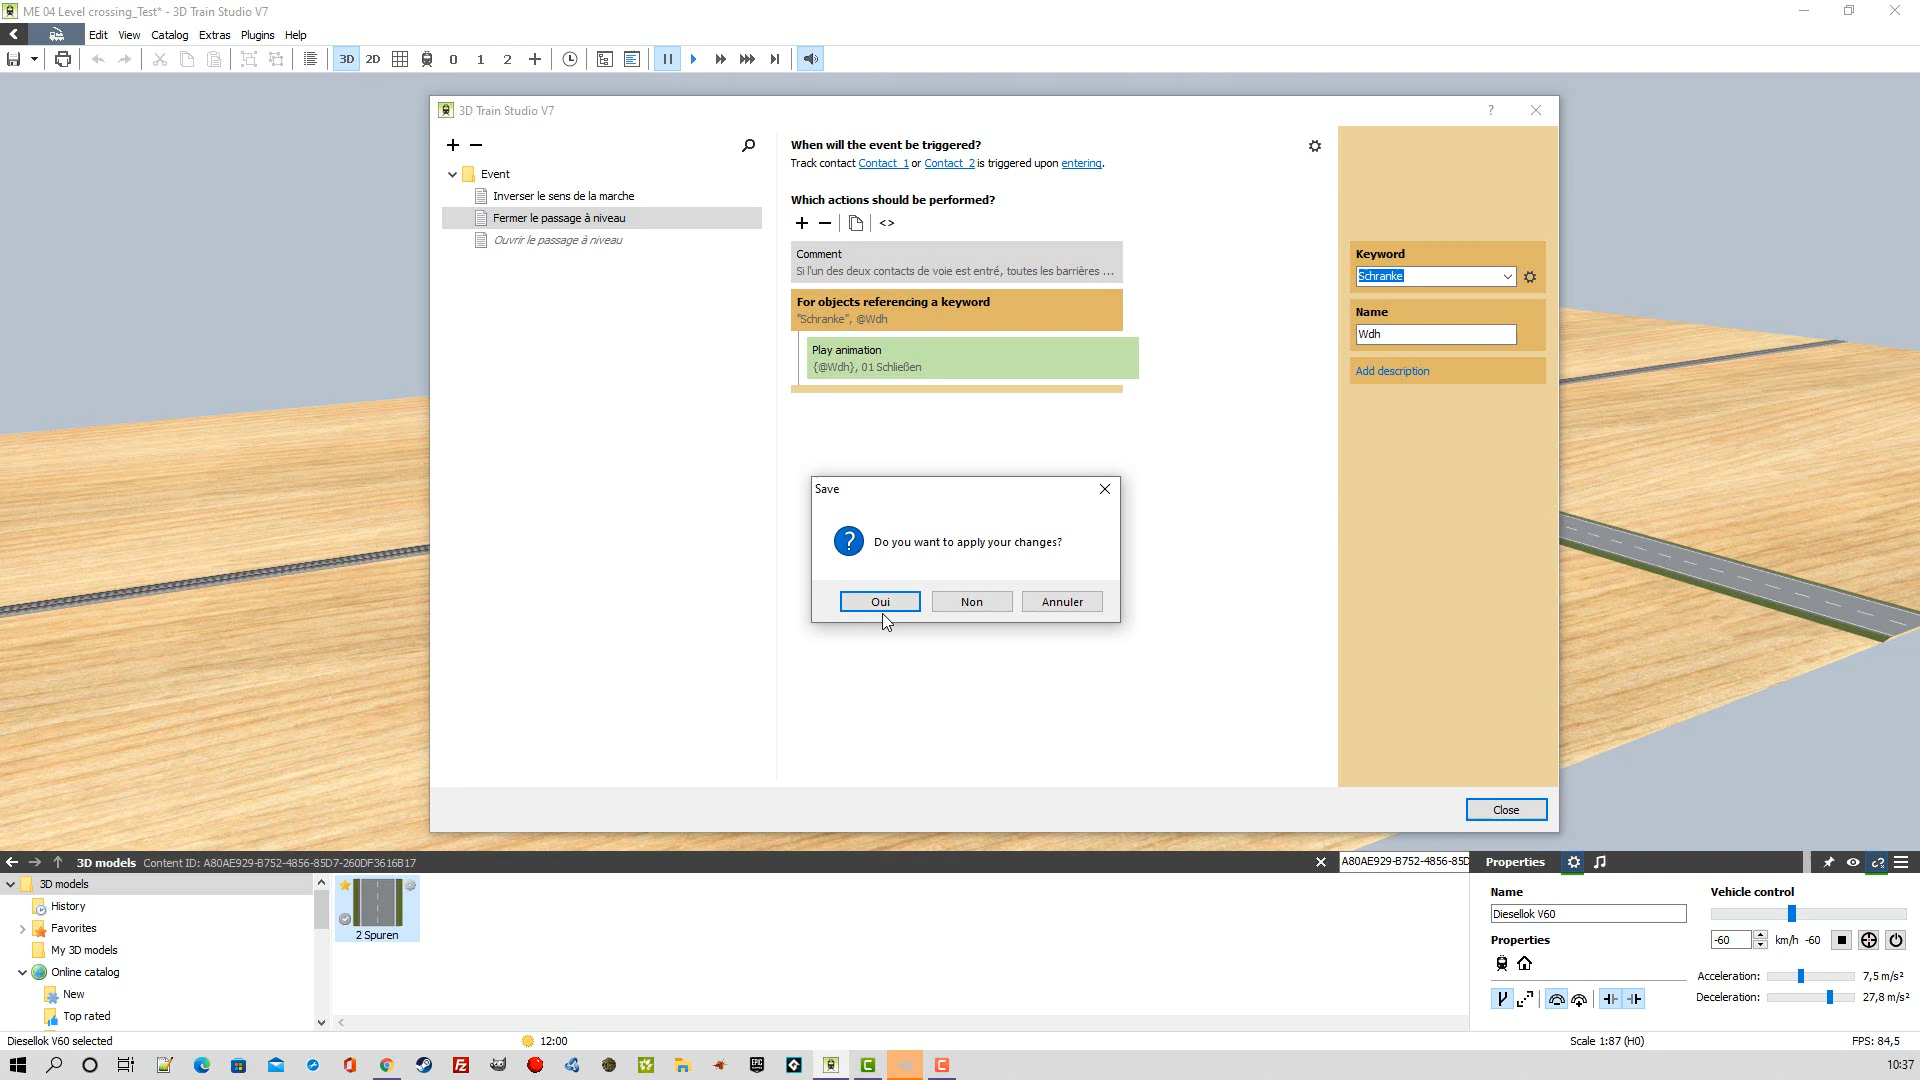 ME 04 Level crossing_Test* - 3D Train Studio V7
Edit View Catalog Extras Plugins Help
3D 2D 0 1 2
3D Train Studio V7
?
Event
Inverser le sens de la marche
Fermer le passage à niveau
Ouvrir le passage à niveau
When will the event be triggered?
Track contact Contact_1 or Contact_2 is triggered upon entering.
Which actions should be performed?
<>
Comment
Si l'un des deux contacts de voie est entré, toutes les barrières ...
For objects referencing a keyword
"Schranke", @Wdh
Play animation
{@Wdh}, 01 Schließen
Keyword
Schranke
Name
Wdh
Add description
Save
Do you want to apply your changes?
Oui Non Annuler
Close
3D models Content ID: A80AE929-B752-4856-85D7-260DF3616B17
A80AE929-B752-4856-85D
3D models
History
Favorites
My 3D models
Online catalog
New
Top rated
2 Spuren
Properties
Name
Diesellok V60
Properties
Vehicle control
-60 km/h -60
Acceleration: 7,5 m/s²
Deceleration: 27,8 m/s²
Diesellok V60 selected
12:00
Scale 1:87 (H0)
FPS: 84,5
10:37